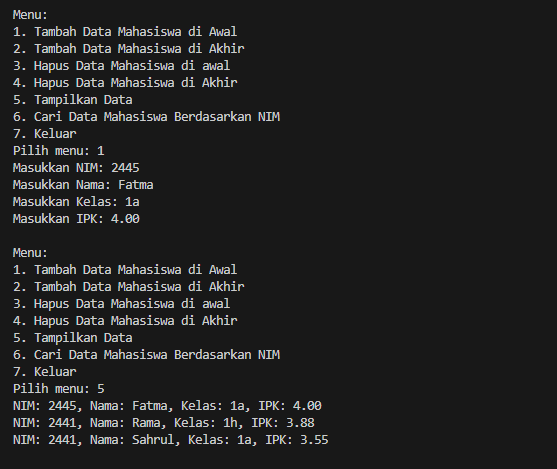 Menu:
1. Tambah Data Mahasiswa di Awal
2. Tambah Data Mahasiswa di Akhir
3. Hapus Data Mahasiswa di awal
4. Hapus Data Mahasiswa di Akhir
5. Tampilkan Data
6. Cari Data Mahasiswa Berdasarkan NIM
7. Keluar
Pilih menu: 1
Masukkan NIM: 2445
Masukkan Nama: Fatma
Masukkan Kelas: 1a
Masukkan IPK: 4.00

Menu:
1. Tambah Data Mahasiswa di Awal
2. Tambah Data Mahasiswa di Akhir
3. Hapus Data Mahasiswa di awal
4. Hapus Data Mahasiswa di Akhir
5. Tampilkan Data
6. Cari Data Mahasiswa Berdasarkan NIM
7. Keluar
Pilih menu: 5
NIM: 2445, Nama: Fatma, Kelas: 1a, IPK: 4.00
NIM: 2441, Nama: Rama, Kelas: 1h, IPK: 3.88
NIM: 2441, Nama: Sahrul, Kelas: 1a, IPK: 3.55